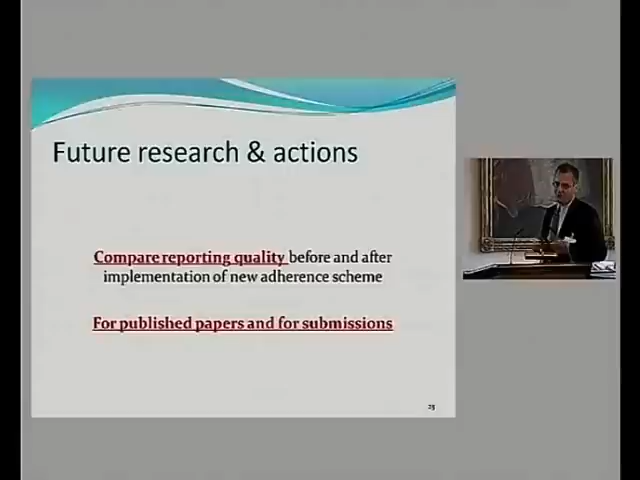 Future research & actions
Compare reporting quality before and after
implementation of new adherence scheme
For published papers and for submissions